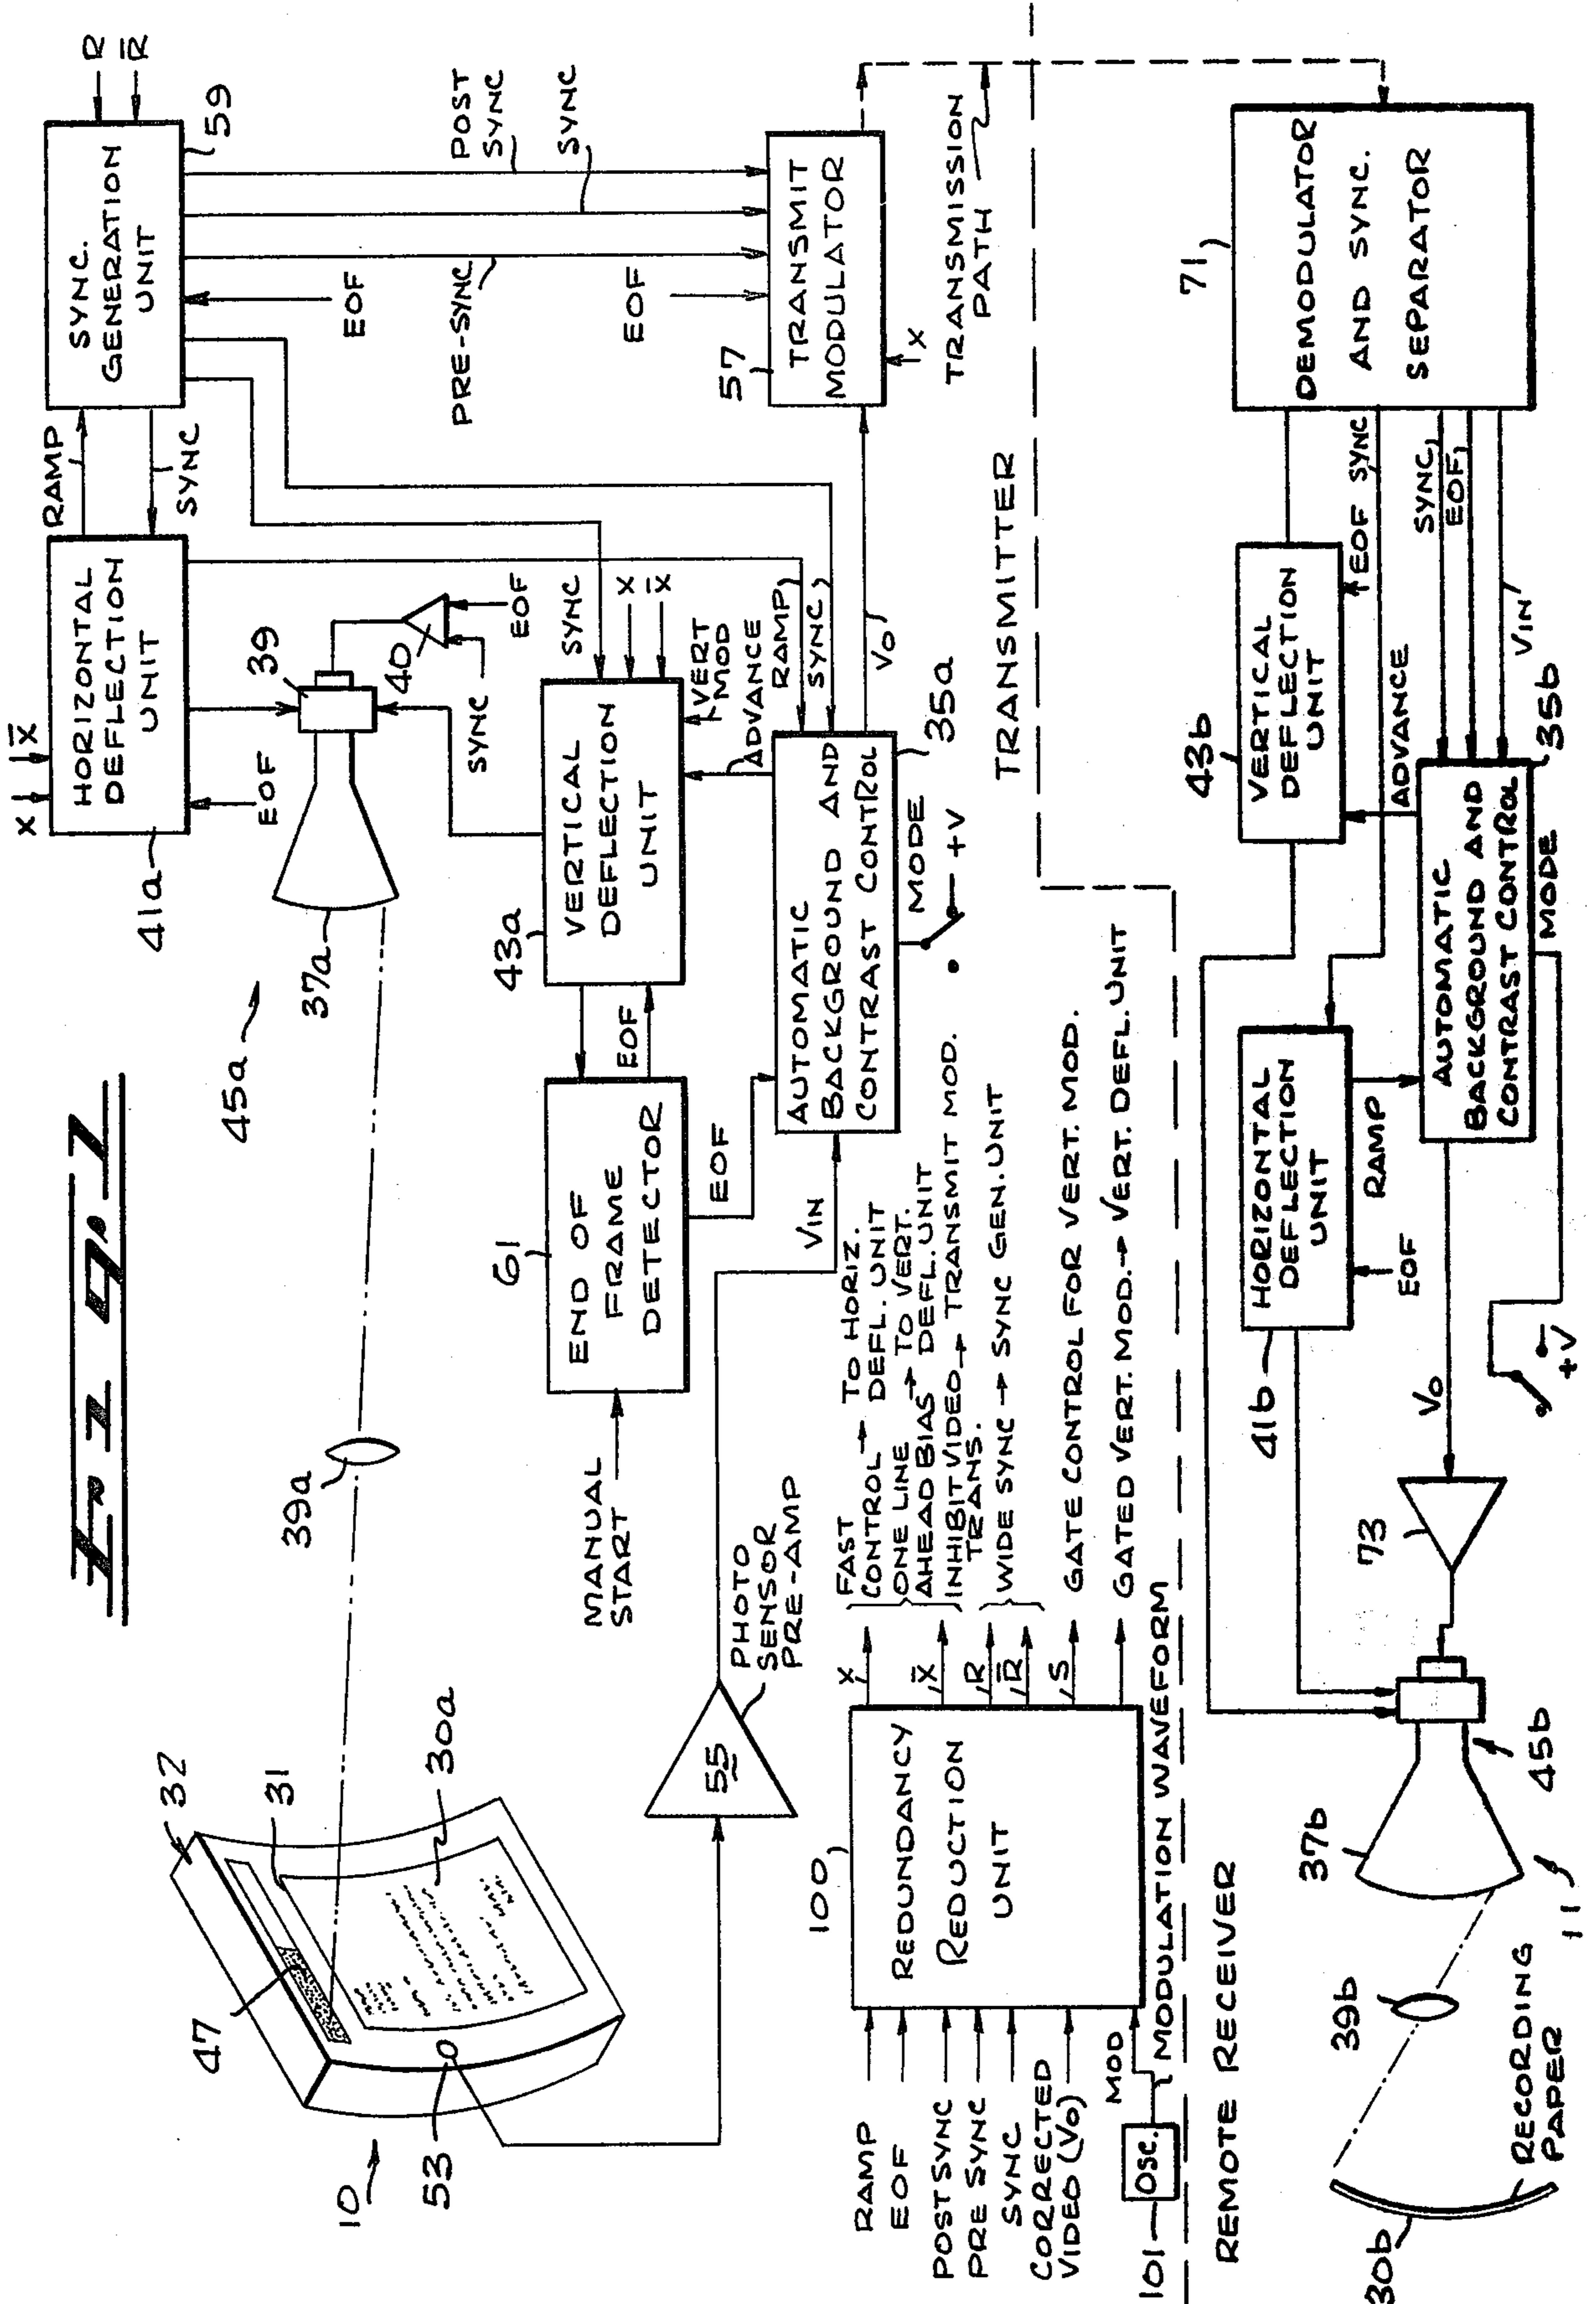 Fig. 1
X
X̄
R
R̄
HORIZONTAL
DEFLECTION
UNIT
41a
EOF
RAMP
SYNC
SYNC.
GENERATION
UNIT
59
45a
37a
39
40
SYNC
EOF
39a
32
31
47
30a
10
53
EOF
PRE-SYNC
POST
SYNC
SYNC
EOF
MANUAL
START
61
END OF
FRAME
DETECTOR
EOF
EOF
43a
VERTICAL
DEFLECTION
UNIT
SYNC
X
X̄
VERT
MOD
ADVANCE
RAMP
SYNC
57
TRANSMIT
MODULATOR
X
TRANSMISSION
PATH
55
PHOTO
SENSOR
PRE-AMP
VIN
AUTOMATIC
BACKGROUND AND
CONTRAST CONTROL
35a
VO
MODE
+V
TRANSMITTER
RAMP
EOF
POSTSYNC
PRE SYNC
SYNC
CORRECTED
VIDEO (VO)
MOD
OSC.
101
MODULATION WAVEFORM
100
REDUNDANCY
REDUCTION
UNIT
X
X̄
R
R̄
S
FAST
CONTROL → TO HORIZ.
DEFL. UNIT
ONE LINE
AHEAD BIAS → TO VERT.
DEFL. UNIT
INHIBIT VIDEO → TRANSMIT MOD.
TRANS.
WIDE SYNC → SYNC GEN. UNIT
GATE CONTROL FOR VERT. MOD.
GATED VERT. MOD. → VERT. DEFL. UNIT
REMOTE RECEIVER
30b
RECORDING
PAPER
39b
11
37b
45b
73
VO
+V
41b
HORIZONTAL
DEFLECTION
UNIT
EOF
RAMP
43b
VERTICAL
DEFLECTION
UNIT
EOF SYNC
ADVANCE
AUTOMATIC
BACKGROUND AND
CONTRAST CONTROL
35b
MODE
SYNC
EOF
VIN
71
DEMODULATOR
AND SYNC.
SEPARATOR